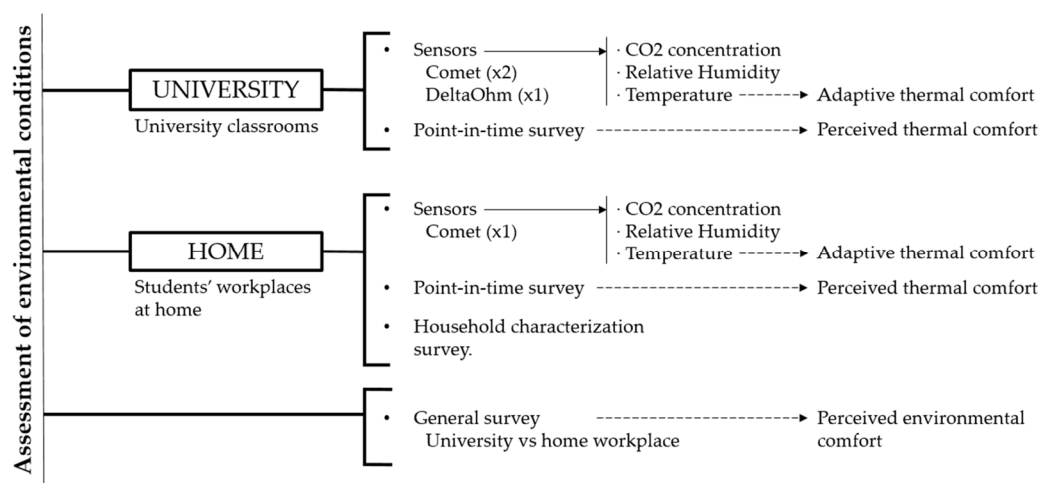 Assessment of environmental conditions
UNIVERSITY
University classrooms
• Sensors
Comet (x2)
DeltaOhm (x1)
· CO2 concentration
· Relative Humidity
· Temperature
Adaptive thermal comfort
• Point-in-time survey
Perceived thermal comfort
HOME
Students' workplaces
at home
• Sensors
Comet (x1)
· CO2 concentration
· Relative Humidity
· Temperature
Adaptive thermal comfort
• Point-in-time survey
Perceived thermal comfort
• Household characterization
survey.
• General survey
University vs home workplace
Perceived environmental
comfort